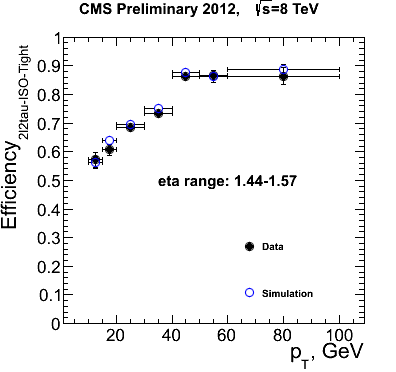 CMS Preliminary 2012, √s=8 TeV
Efficiency2l2tau-ISO-Tight
1
0.9
0.8
0.7
0.6
0.5
0.4
0.3
0.2
0.1
0
eta range: 1.44-1.57
Data
Simulation
20 40 60 80 100
pT, GeV